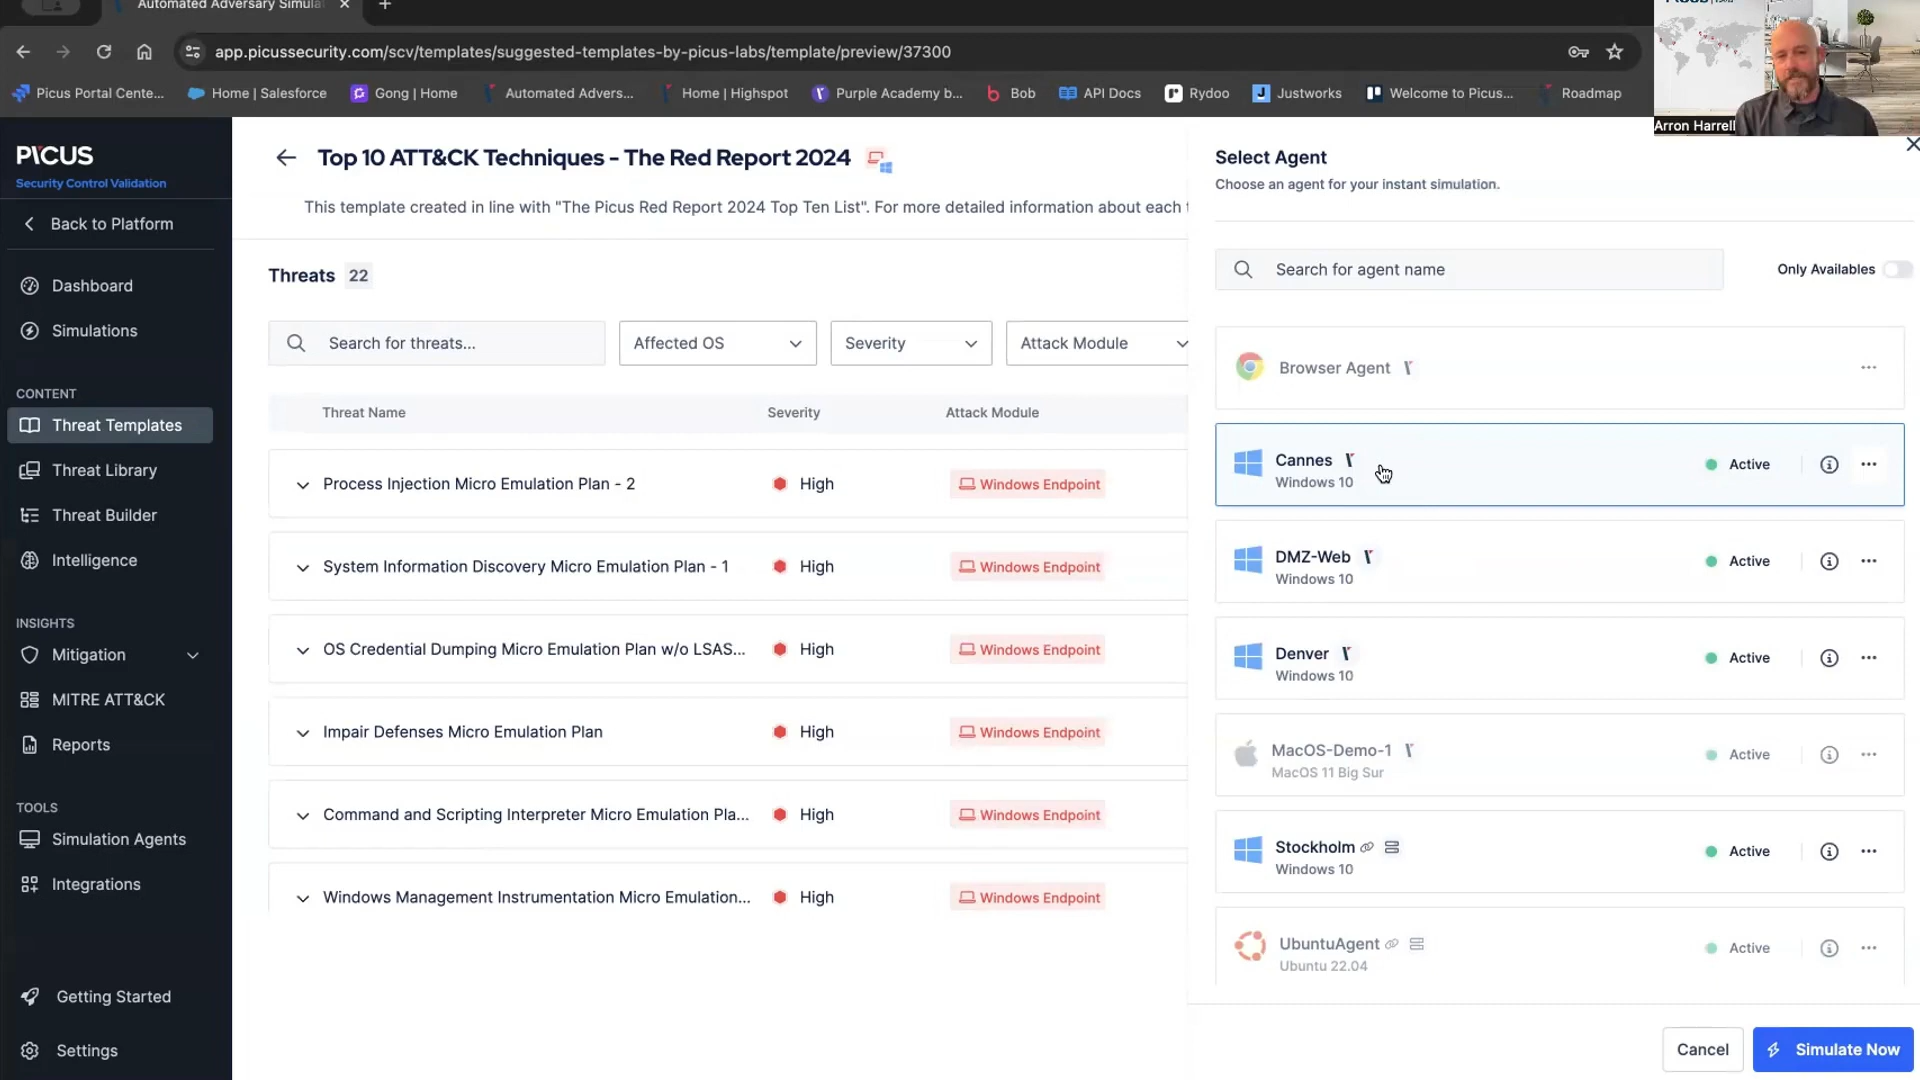 Automated Adversary Simula
app.picussecurity.com/scv/templates/suggested-templates-by-picus-labs/template/preview/37300
Picus Portal Cente...
Home | Salesforce
Gong | Home
Automated Advers...
Home | Highspot
Purple Academy b...
Bob
API Docs
Rydoo
Justworks
Welcome to Picus...
Roadmap
Arron Harrell
PICUS
Security Control Validation
Back to Platform
Dashboard
Simulations
CONTENT
Threat Templates
Threat Library
Threat Builder
Intelligence
INSIGHTS
Mitigation
MITRE ATT&CK
Reports
TOOLS
Simulation Agents
Integrations
Getting Started
Settings
Top 10 ATT&CK Techniques - The Red Report 2024
This template created in line with "The Picus Red Report 2024 Top Ten List". For more detailed information about each
Threats 22
Search for threats...
Affected OS
Severity
Attack Module
Threat Name Severity Attack Module
Process Injection Micro Emulation Plan - 2 High Windows Endpoint
System Information Discovery Micro Emulation Plan - 1 High Windows Endpoint
OS Credential Dumping Micro Emulation Plan w/o LSAS... High Windows Endpoint
Impair Defenses Micro Emulation Plan High Windows Endpoint
Command and Scripting Interpreter Micro Emulation Pla... High Windows Endpoint
Windows Management Instrumentation Micro Emulation... High Windows Endpoint
Select Agent
Choose an agent for your instant simulation.
Search for agent name
Only Availables
Browser Agent
Cannes
Windows 10
Active
DMZ-Web
Windows 10
Active
Denver
Windows 10
Active
MacOS-Demo-1
MacOS 11 Big Sur
Active
Stockholm
Windows 10
Active
UbuntuAgent
Ubuntu 22.04
Active
Cancel
Simulate Now